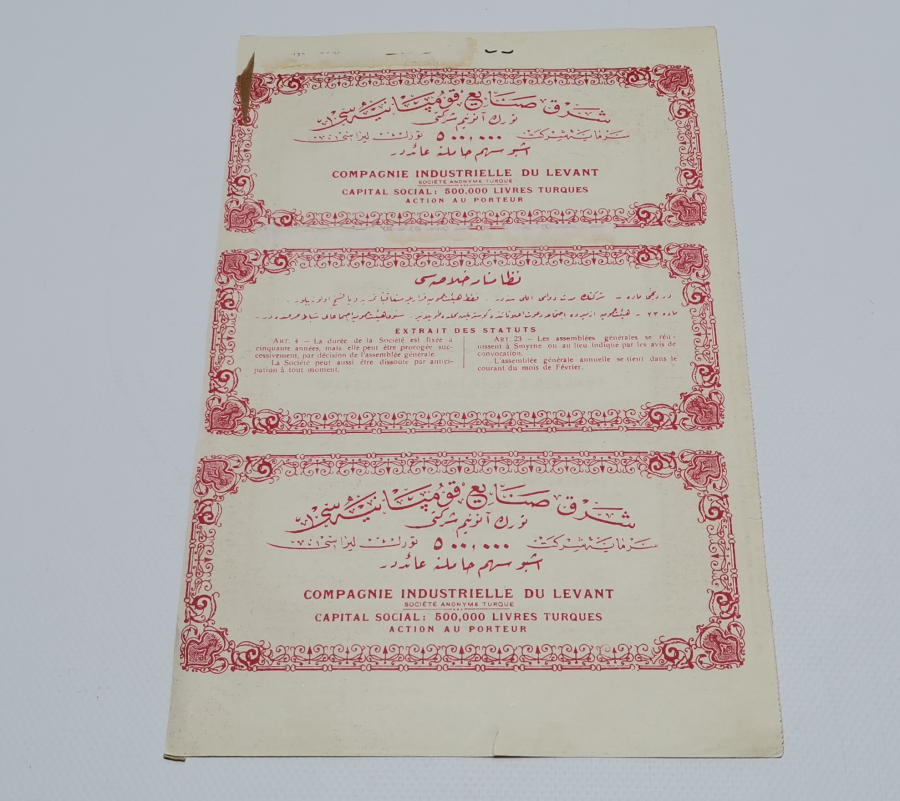 شرق صنایع قومپانیه سی
تورك آنونیم شركتی
سرمایۀ شركت ٥٠٠,٠٠٠ تورك لیراسی در
اشبو سهم حاملنه عائددر
COMPAGNIE INDUSTRIELLE DU LEVANT
SOCIÉTÉ ANONYME TURQUE
CAPITAL SOCIAL: 500,000 LIVRES TURQUES
ACTION AU PORTEUR
نظامنامه خلاصه سی
EXTRAIT DES STATUTS
ART. 4 — La durée de la Société est fixée à
cinquante années, mais elle peut être prorogée suc-
cessivement, par décision de l'assemblée générale.
La Société peut aussi être dissoute par antici-
pation à tout moment.
ART. 23 — Les assemblées générales se réu-
nissent à Smyrne ou au lieu indiqué par les avis de
convocation.
L'assemblée générale annuelle se tient dans le
courant du mois de Février.
شرق صنایع قومپانیه سی
تورك آنونیم شركتی
سرمایۀ شركت ٥٠٠,٠٠٠ تورك لیراسی در
اشبو سهم حاملنه عائددر
COMPAGNIE INDUSTRIELLE DU LEVANT
SOCIÉTÉ ANONYME TURQUE
CAPITAL SOCIAL: 500,000 LIVRES TURQUES
ACTION AU PORTEUR